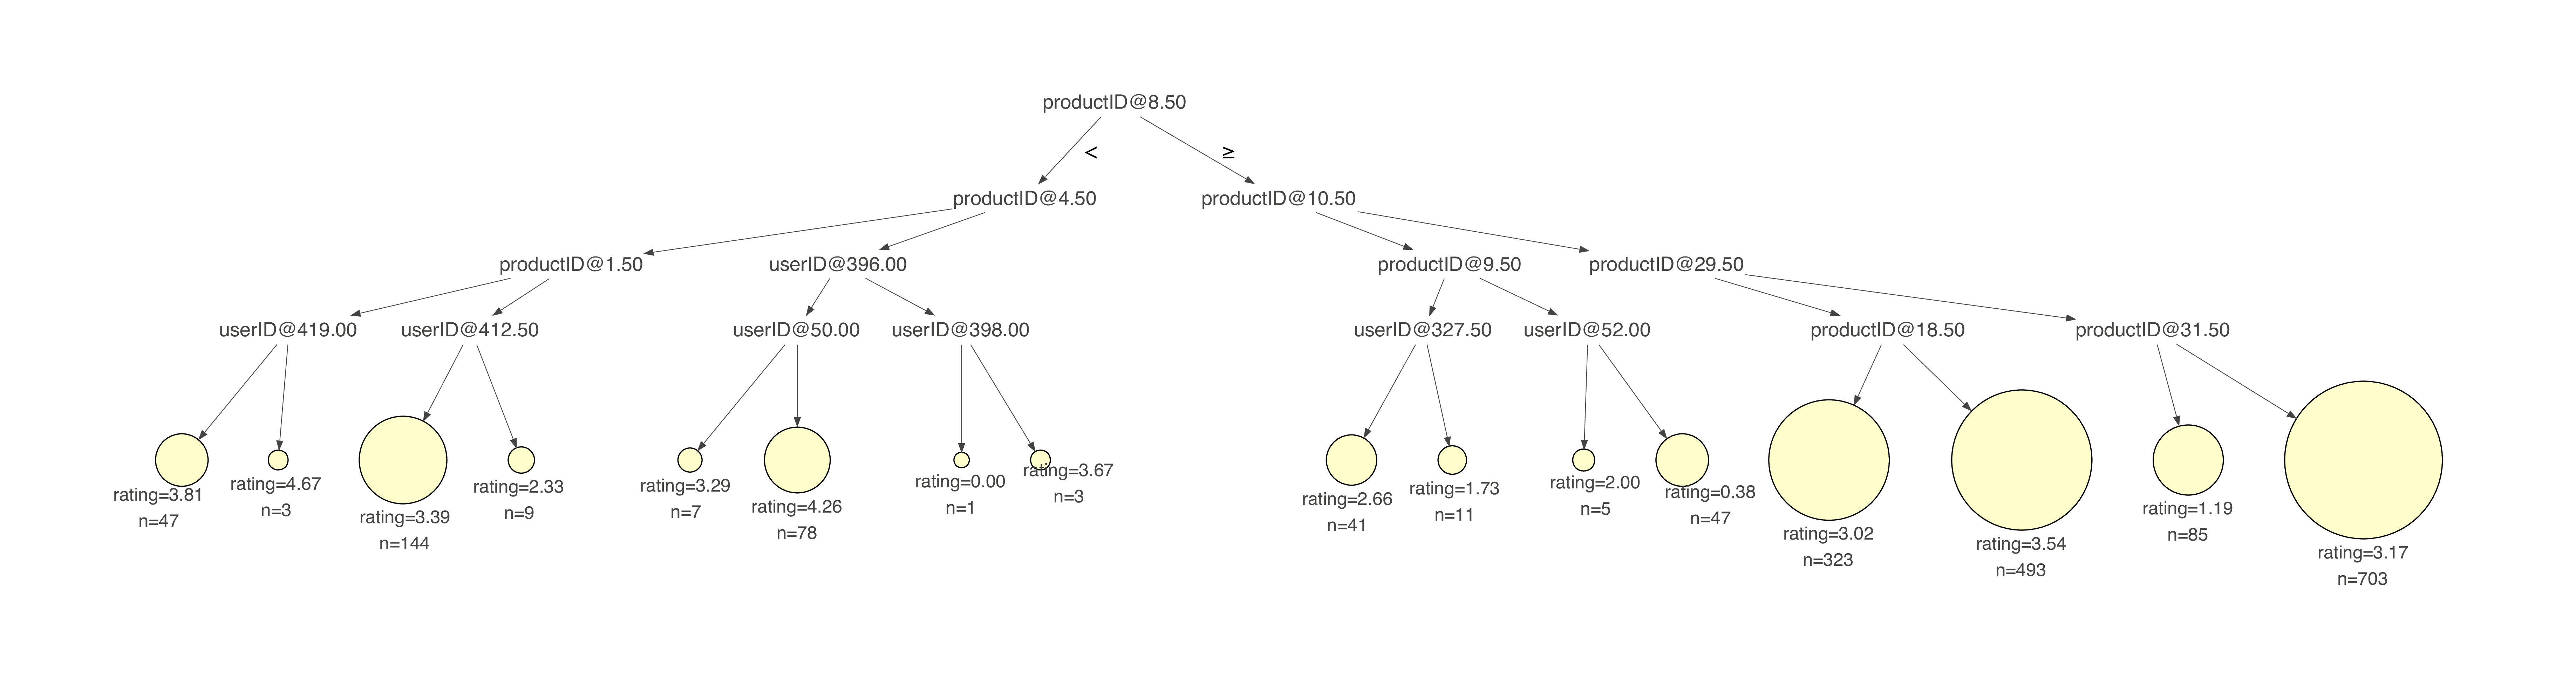 productID@8.50
<
≥
productID@4.50
productID@10.50
productID@1.50
userID@396.00
productID@9.50
productID@29.50
userID@419.00
userID@412.50
userID@50.00
userID@398.00
userID@327.50
userID@52.00
productID@18.50
productID@31.50
rating=3.81
n=47
rating=4.67
n=3
rating=3.39
n=144
rating=2.33
n=9
rating=3.29
n=7
rating=4.26
n=78
rating=0.00
n=1
rating=3.67
n=3
rating=2.66
n=41
rating=1.73
n=11
rating=2.00
n=5
rating=0.38
n=47
rating=3.02
n=323
rating=3.54
n=493
rating=1.19
n=85
rating=3.17
n=703